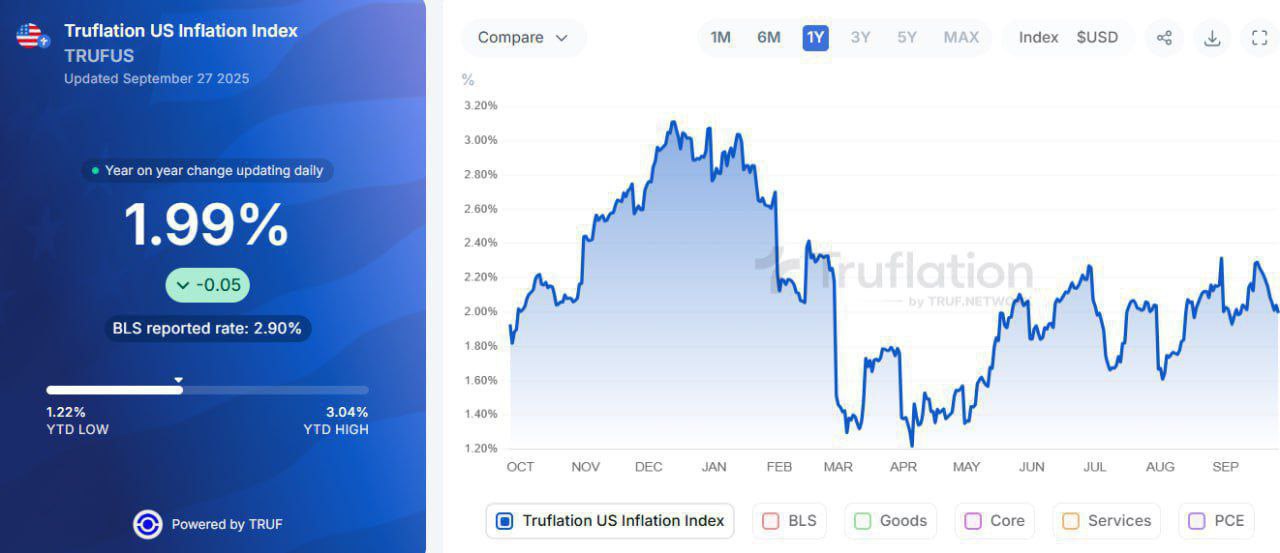 Truflation US Inflation Index
TRUFUS
Updated September 27 2025
Year on year change updating daily
1.99%
-0.05
BLS reported rate: 2.90%
1.22%
YTD LOW
3.04%
YTD HIGH
Powered by TRUF
Compare
1M 6M 1Y 3Y 5Y MAX
Index $USD
%
3.20%
3.00%
2.80%
2.60%
2.40%
2.20%
2.00%
1.80%
1.60%
1.40%
1.20%
Truflation
by TRUF.NETWO
OCT NOV DEC JAN FEB MAR APR MAY JUN JUL AUG SEP
Truflation US Inflation Index BLS Goods Core Services PCE